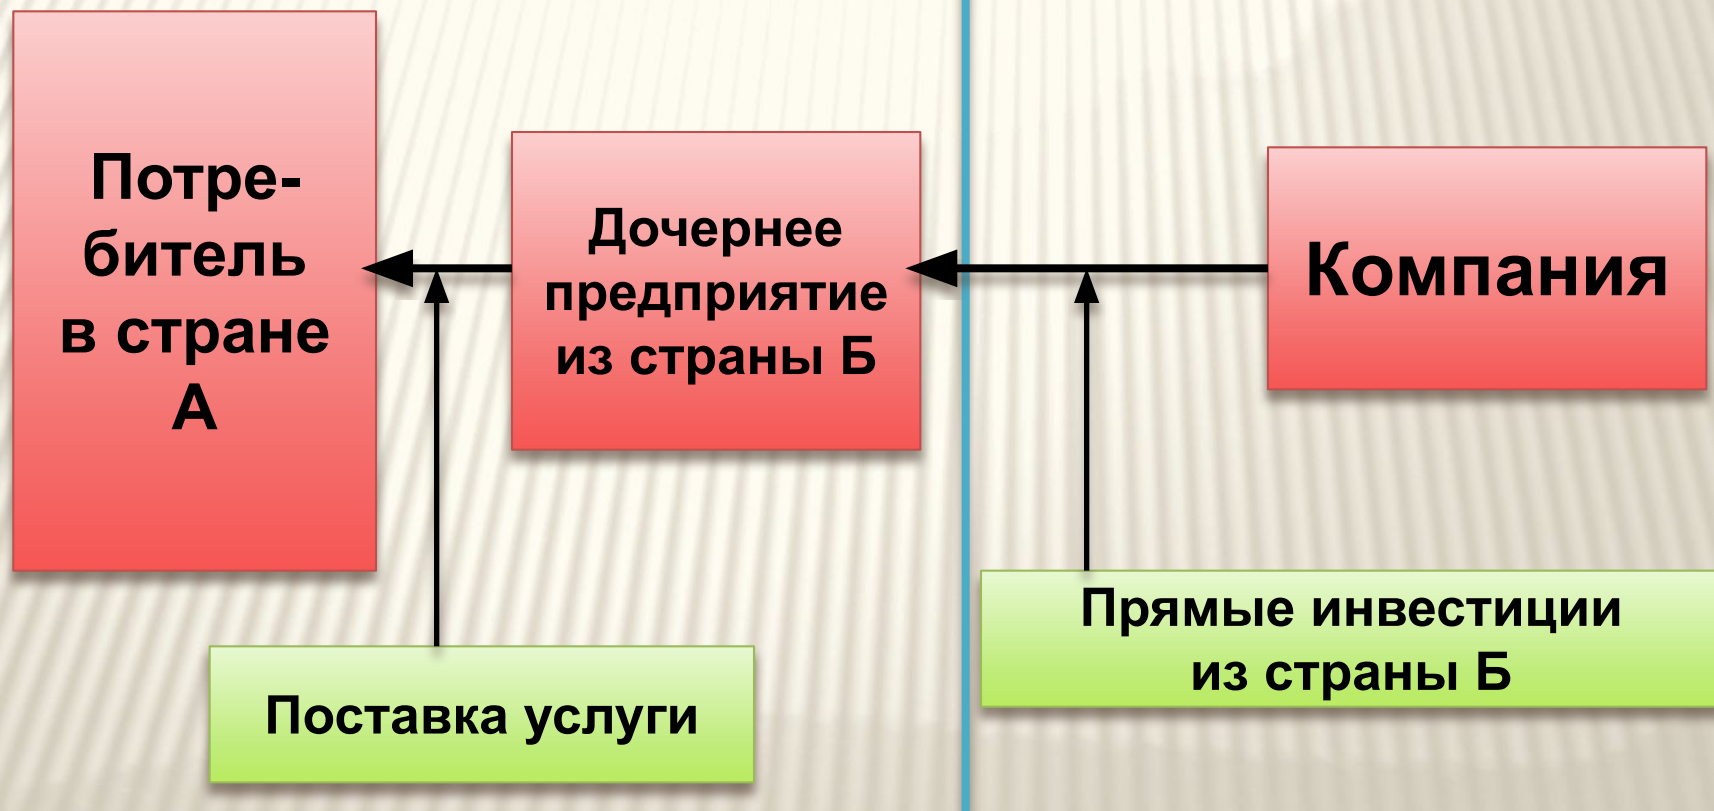 Потре-
битель
в стране
А
Дочернее
предприятие
из страны Б
Компания
Поставка услуги
Прямые инвестиции
из страны Б